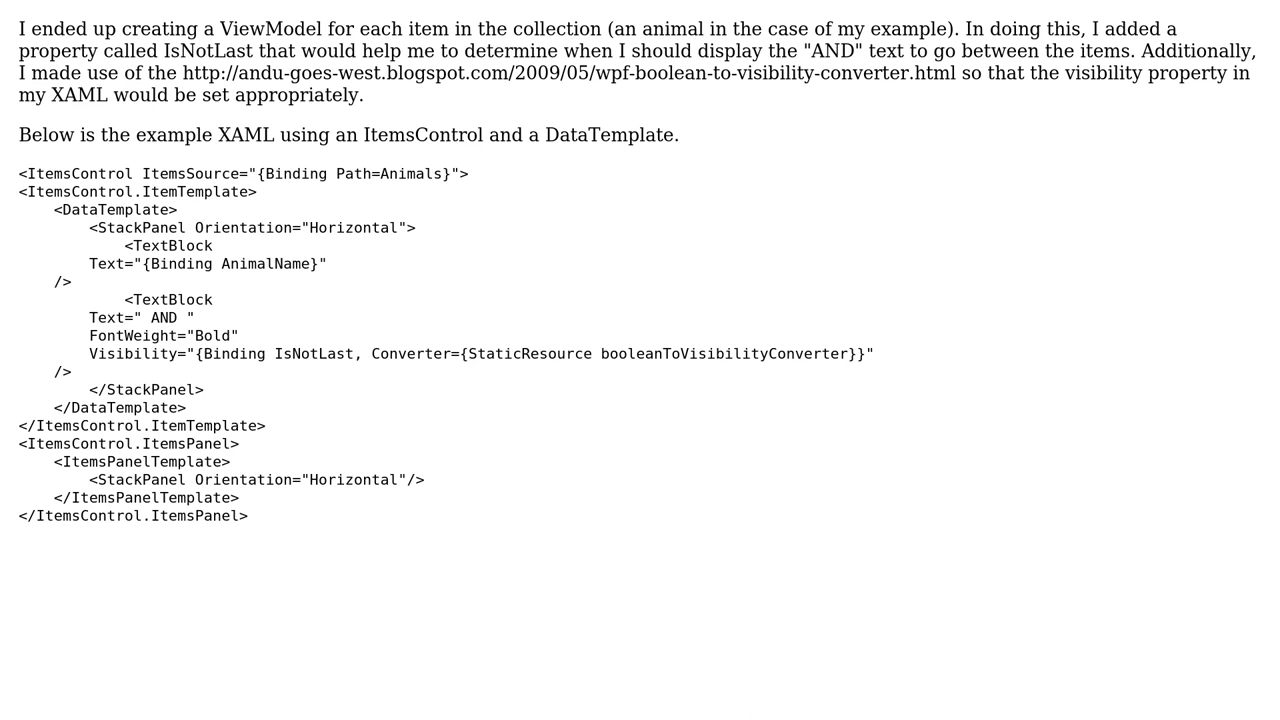 I ended up creating a ViewModel for each item in the collection (an animal in the case of my example). In doing this, I added a
property called IsNotLast that would help me to determine when I should display the "AND" text to go between the items. Additionally,
I made use of the http://andu-goes-west.blogspot.com/2009/05/wpf-boolean-to-visibility-converter.html so that the visibility property in
my XAML would be set appropriately.
Below is the example XAML using an ItemsControl and a DataTemplate.
<ItemsControl ItemsSource="{Binding Path=Animals}">
<ItemsControl.ItemTemplate>
    <DataTemplate>
        <StackPanel Orientation="Horizontal">
            <TextBlock
        Text="{Binding AnimalName}"
    />
            <TextBlock
        Text=" AND "
        FontWeight="Bold"
        Visibility="{Binding IsNotLast, Converter={StaticResource booleanToVisibilityConverter}}"
    />
        </StackPanel>
    </DataTemplate>
</ItemsControl.ItemTemplate>
<ItemsControl.ItemsPanel>
    <ItemsPanelTemplate>
        <StackPanel Orientation="Horizontal"/>
    </ItemsPanelTemplate>
</ItemsControl.ItemsPanel>